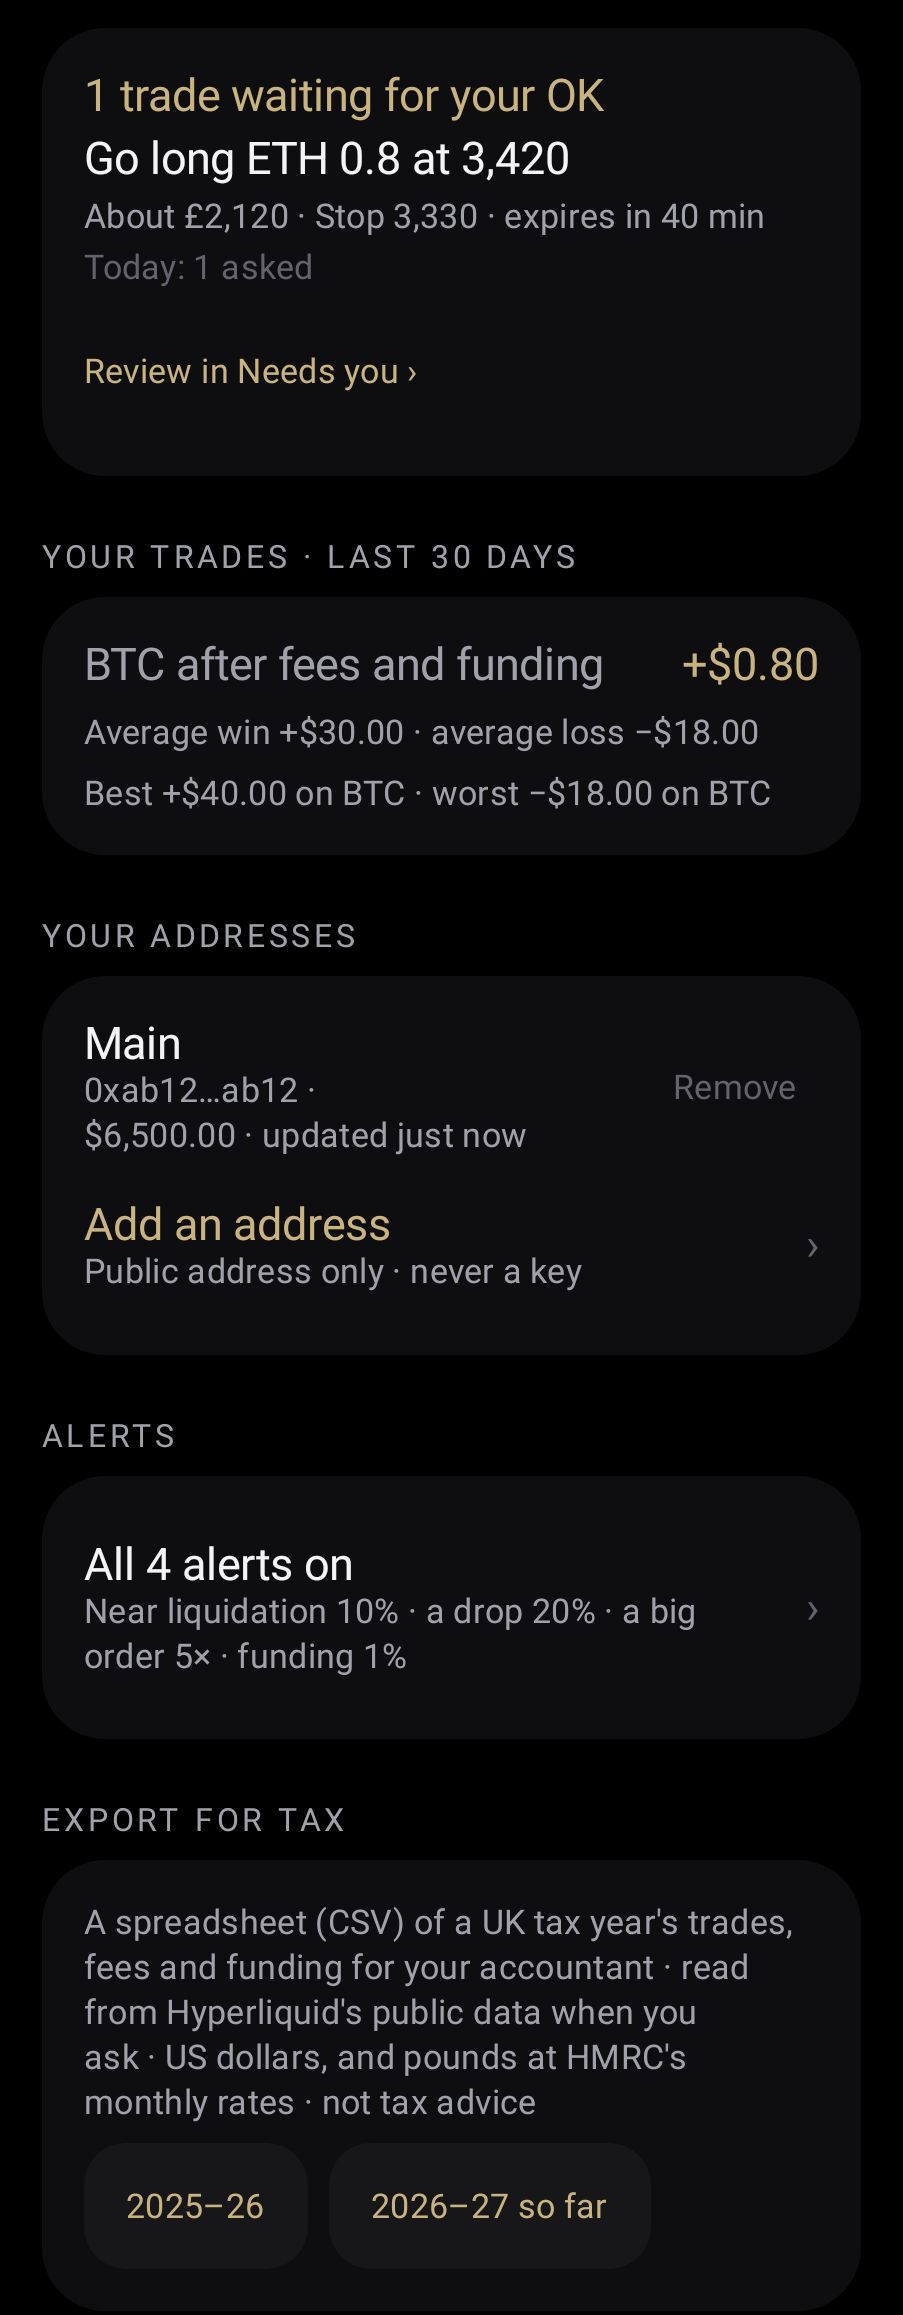 1 trade waiting for your OK
Go long ETH 0.8 at 3,420
About £2,120 · Stop 3,330 · expires in 40 min
Today: 1 asked
Review in Needs you ›
YOUR TRADES · LAST 30 DAYS
BTC after fees and funding +$0.80
Average win +$30.00 · average loss −$18.00
Best +$40.00 on BTC · worst −$18.00 on BTC
YOUR ADDRESSES
Main
0xab12…ab12 ·
$6,500.00 · updated just now
Remove
Add an address
Public address only · never a key
›
ALERTS
All 4 alerts on
Near liquidation 10% · a drop 20% · a big
order 5× · funding 1%
›
EXPORT FOR TAX
A spreadsheet (CSV) of a UK tax year's trades,
fees and funding for your accountant · read
from Hyperliquid's public data when you
ask · US dollars, and pounds at HMRC's
monthly rates · not tax advice
2025–26
2026–27 so far